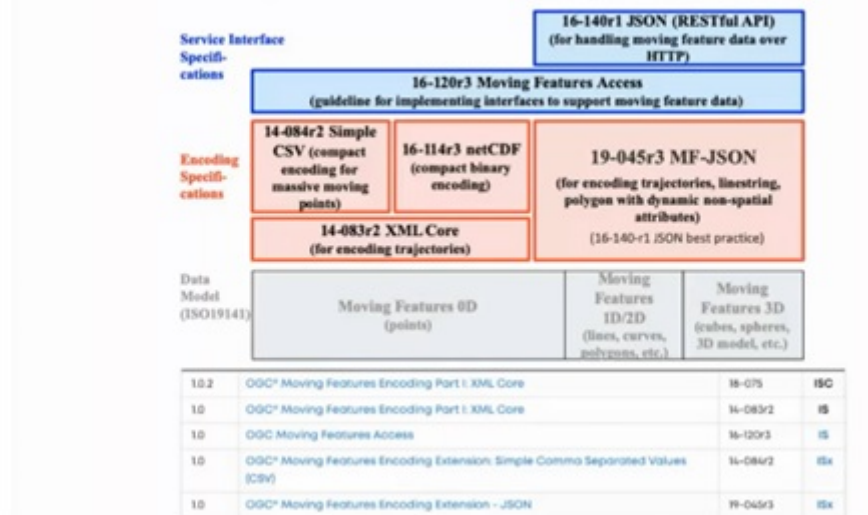 16-140r1 JSON (RESTful API)
(for handling moving feature data over
HTTP)
Service Interface
Specifi-
cations
16-120r3 Moving Features Access
(guideline for implementing interfaces to support moving feature data)
Encoding
Specifi-
cations
14-084r2 Simple
CSV (compact
encoding for
massive moving
points)
16-114r3 netCDF
(compact binary
encoding)
19-045r3 MF-JSON
(for encoding trajectories, linestring,
polygon with dynamic non-spatial
attributes)
(16-140-r1 JSON best practice)
14-083r2 XML Core
(for encoding trajectories)
Data
Model
(ISO19141)
Moving Features 0D
(points)
Moving
Features
1D/2D
(lines, curves,
polygons, etc.)
Moving
Features 3D
(cubes, spheres,
3D model, etc.)
1.0.2 OGC® Moving Features Encoding Part I: XML Core 18-075 ISC
1.0 OGC® Moving Features Encoding Part I: XML Core 14-083r2 IS
1.0 OGC Moving Features Access 16-120r3 IS
1.0 OGC® Moving Features Encoding Extension: Simple Comma Separated Values 14-084r2 ISx
(CSV)
1.0 OGC® Moving Features Encoding Extension - JSON 19-045r3 ISx